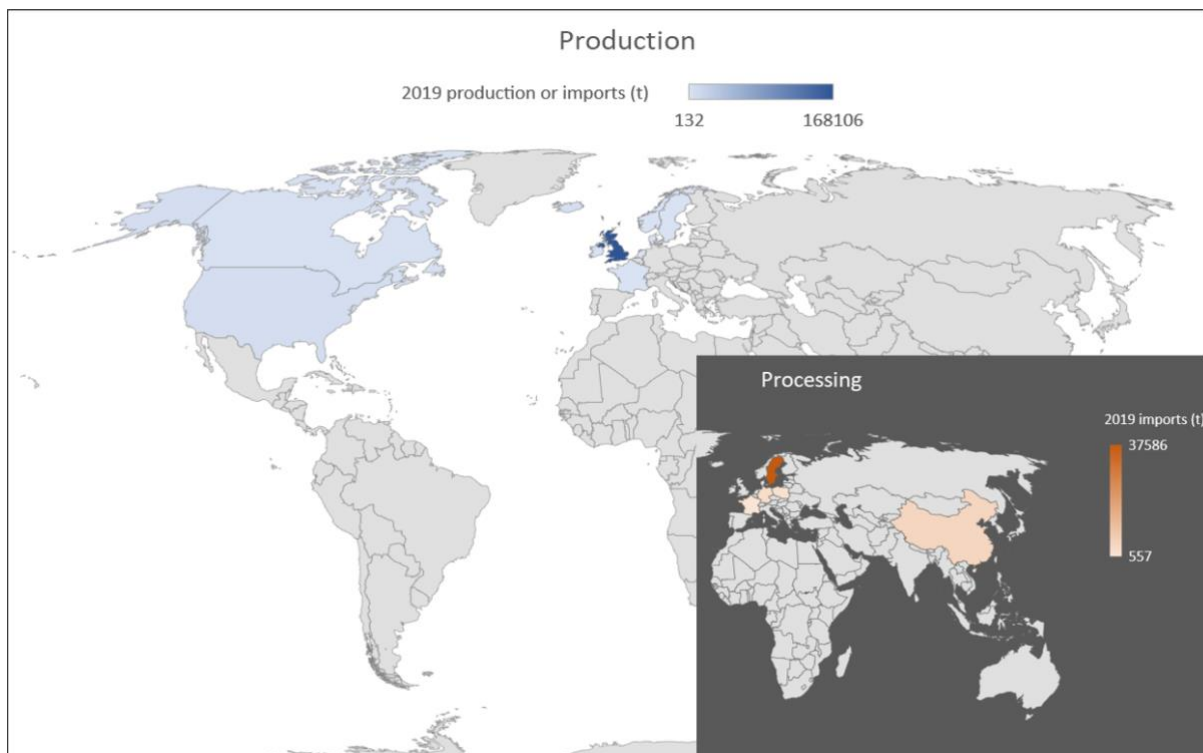 Production
2019 production or imports (t)
132 168106
Processing
2019 imports (t)
37586
557